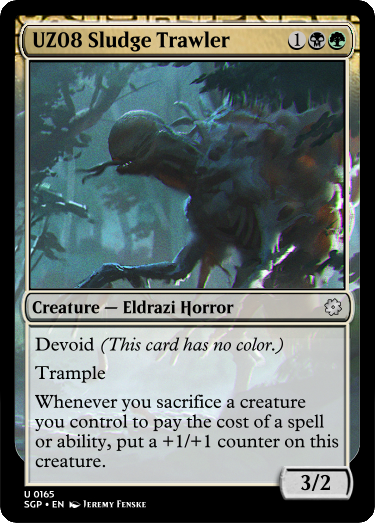 UZ08 Sludge Trawler 1
Creature — Eldrazi Horror
Devoid (This card has no color.)
Trample
Whenever you sacrifice a creature
you control to pay the cost of a spell
or ability, put a +1/+1 counter on this
creature.
3/2
U 0165
SGP • EN Jeremy Fenske